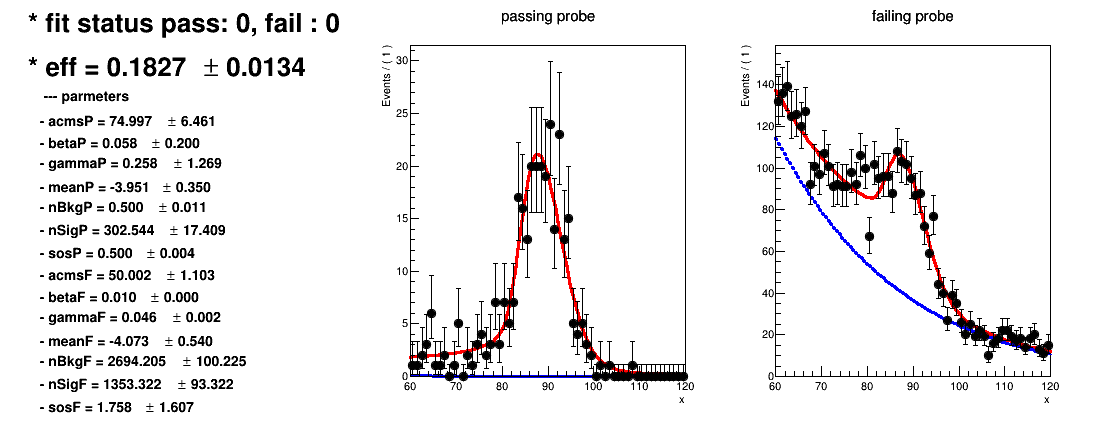 * fit status pass: 0, fail : 0
* eff = 0.1827 ± 0.0134
--- parmeters
- acmsP = 74.997 ± 6.461
- betaP = 0.058 ± 0.200
- gammaP = 0.258 ± 1.269
- meanP = -3.951 ± 0.350
- nBkgP = 0.500 ± 0.011
- nSigP = 302.544 ± 17.409
- sosP = 0.500 ± 0.004
- acmsF = 50.002 ± 1.103
- betaF = 0.010 ± 0.000
- gammaF = 0.046 ± 0.002
- meanF = -4.073 ± 0.540
- nBkgF = 2694.205 ± 100.225
- nSigF = 1353.322 ± 93.322
- sosF = 1.758 ± 1.607
passing probe
Events / ( 1 )
30
25
20
15
10
5
0
60 70 80 90 100 110 120
x
failing probe
Events / ( 1 )
140
120
100
80
60
40
20
0
60 70 80 90 100 110 120
x